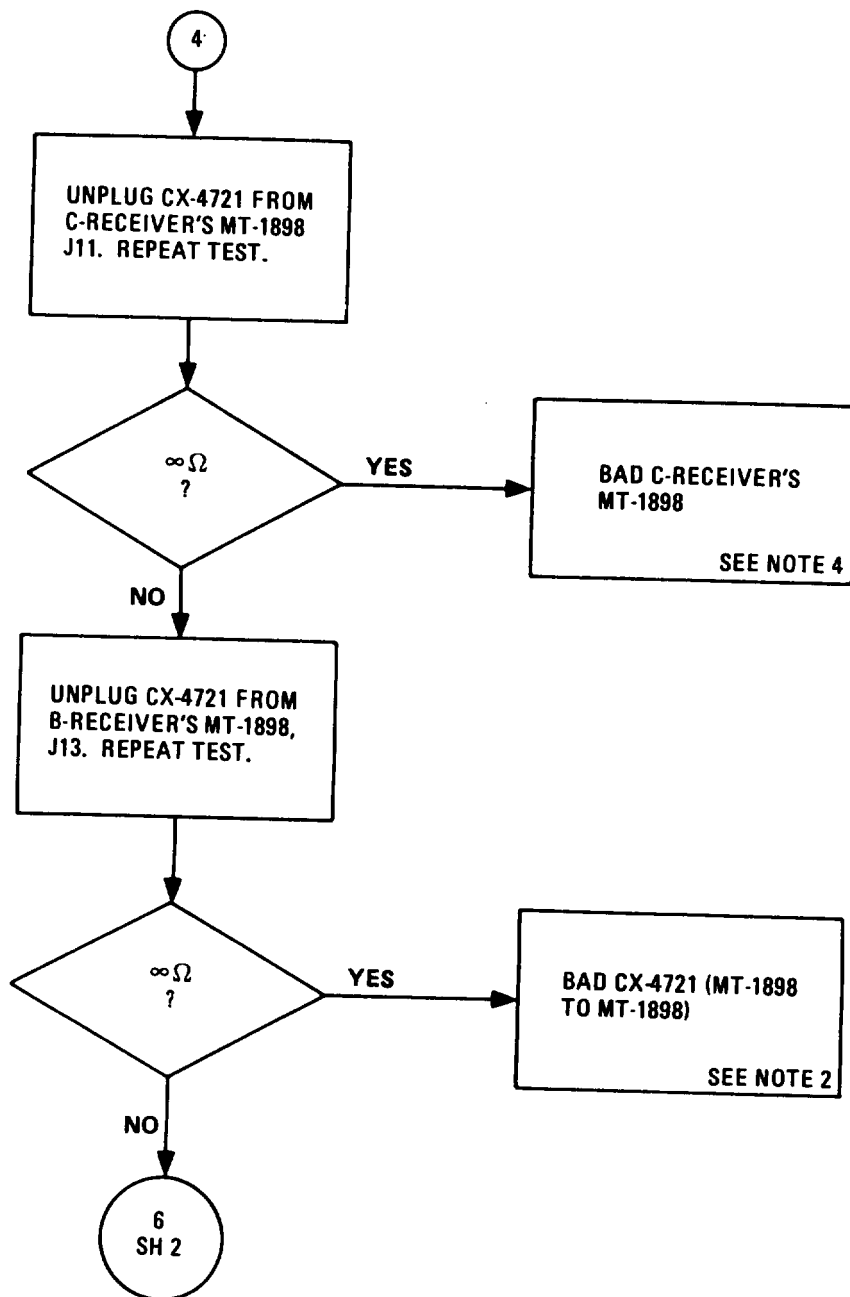 4
UNPLUG CX-4721 FROM
C-RECEIVER'S MT-1898
J11. REPEAT TEST.
∞Ω
?
YES
BAD C-RECEIVER'S
MT-1898
SEE NOTE 4
NO
UNPLUG CX-4721 FROM
B-RECEIVER'S MT-1898,
J13. REPEAT TEST.
∞Ω
?
YES
BAD CX-4721 (MT-1898
TO MT-1898)
SEE NOTE 2
NO
6
SH 2